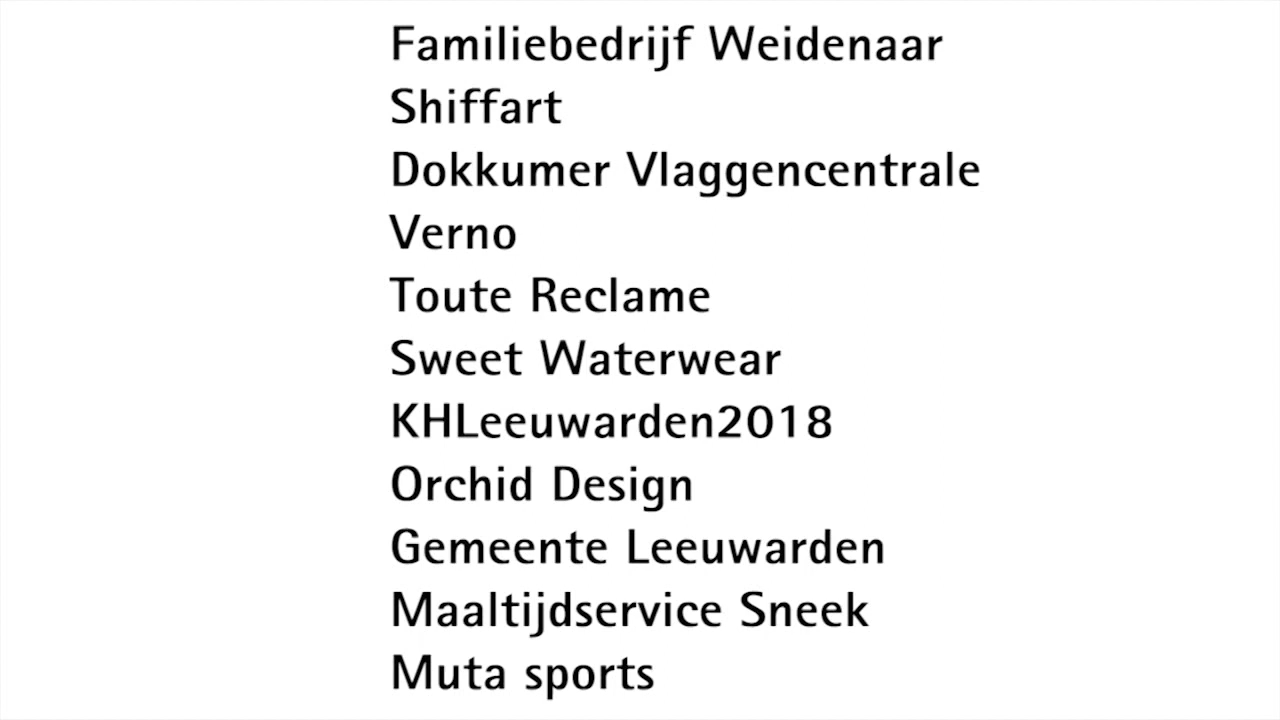 Familiebedrijf Weidenaar
Shiffart
Dokkumer Vlaggencentrale
Verno
Toute Reclame
Sweet Waterwear
KHLeeuwarden2018
Orchid Design
Gemeente Leeuwarden
Maaltijdservice Sneek
Muta sports